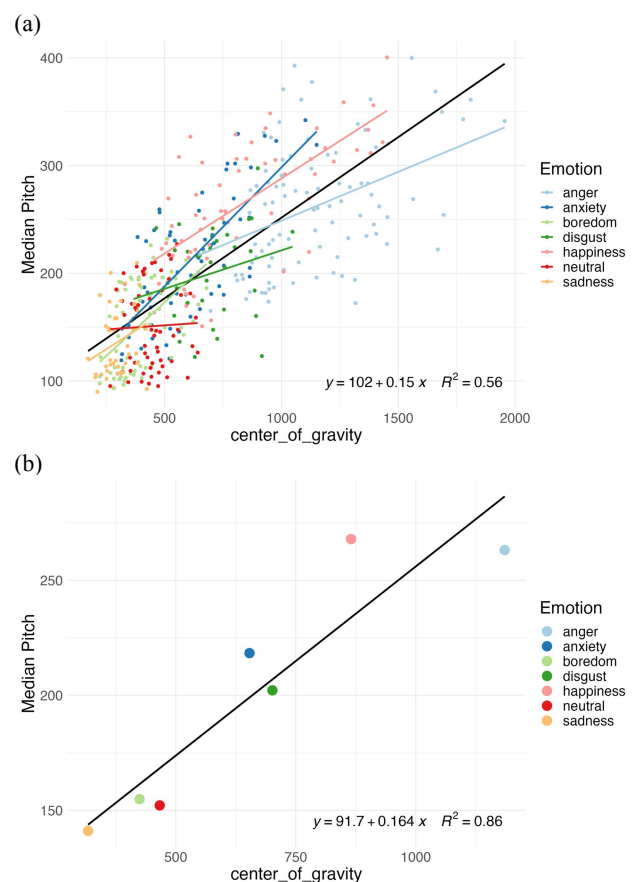 (a)
400
300
200
100
Median Pitch
y = 102 + 0.15 x R² = 0.56
500 1000 1500 2000
center_of_gravity
Emotion
anger
anxiety
boredom
disgust
happiness
neutral
sadness
(b)
250
200
150
Median Pitch
y = 91.7 + 0.164 x R² = 0.86
500 750 1000
center_of_gravity
Emotion
anger
anxiety
boredom
disgust
happiness
neutral
sadness